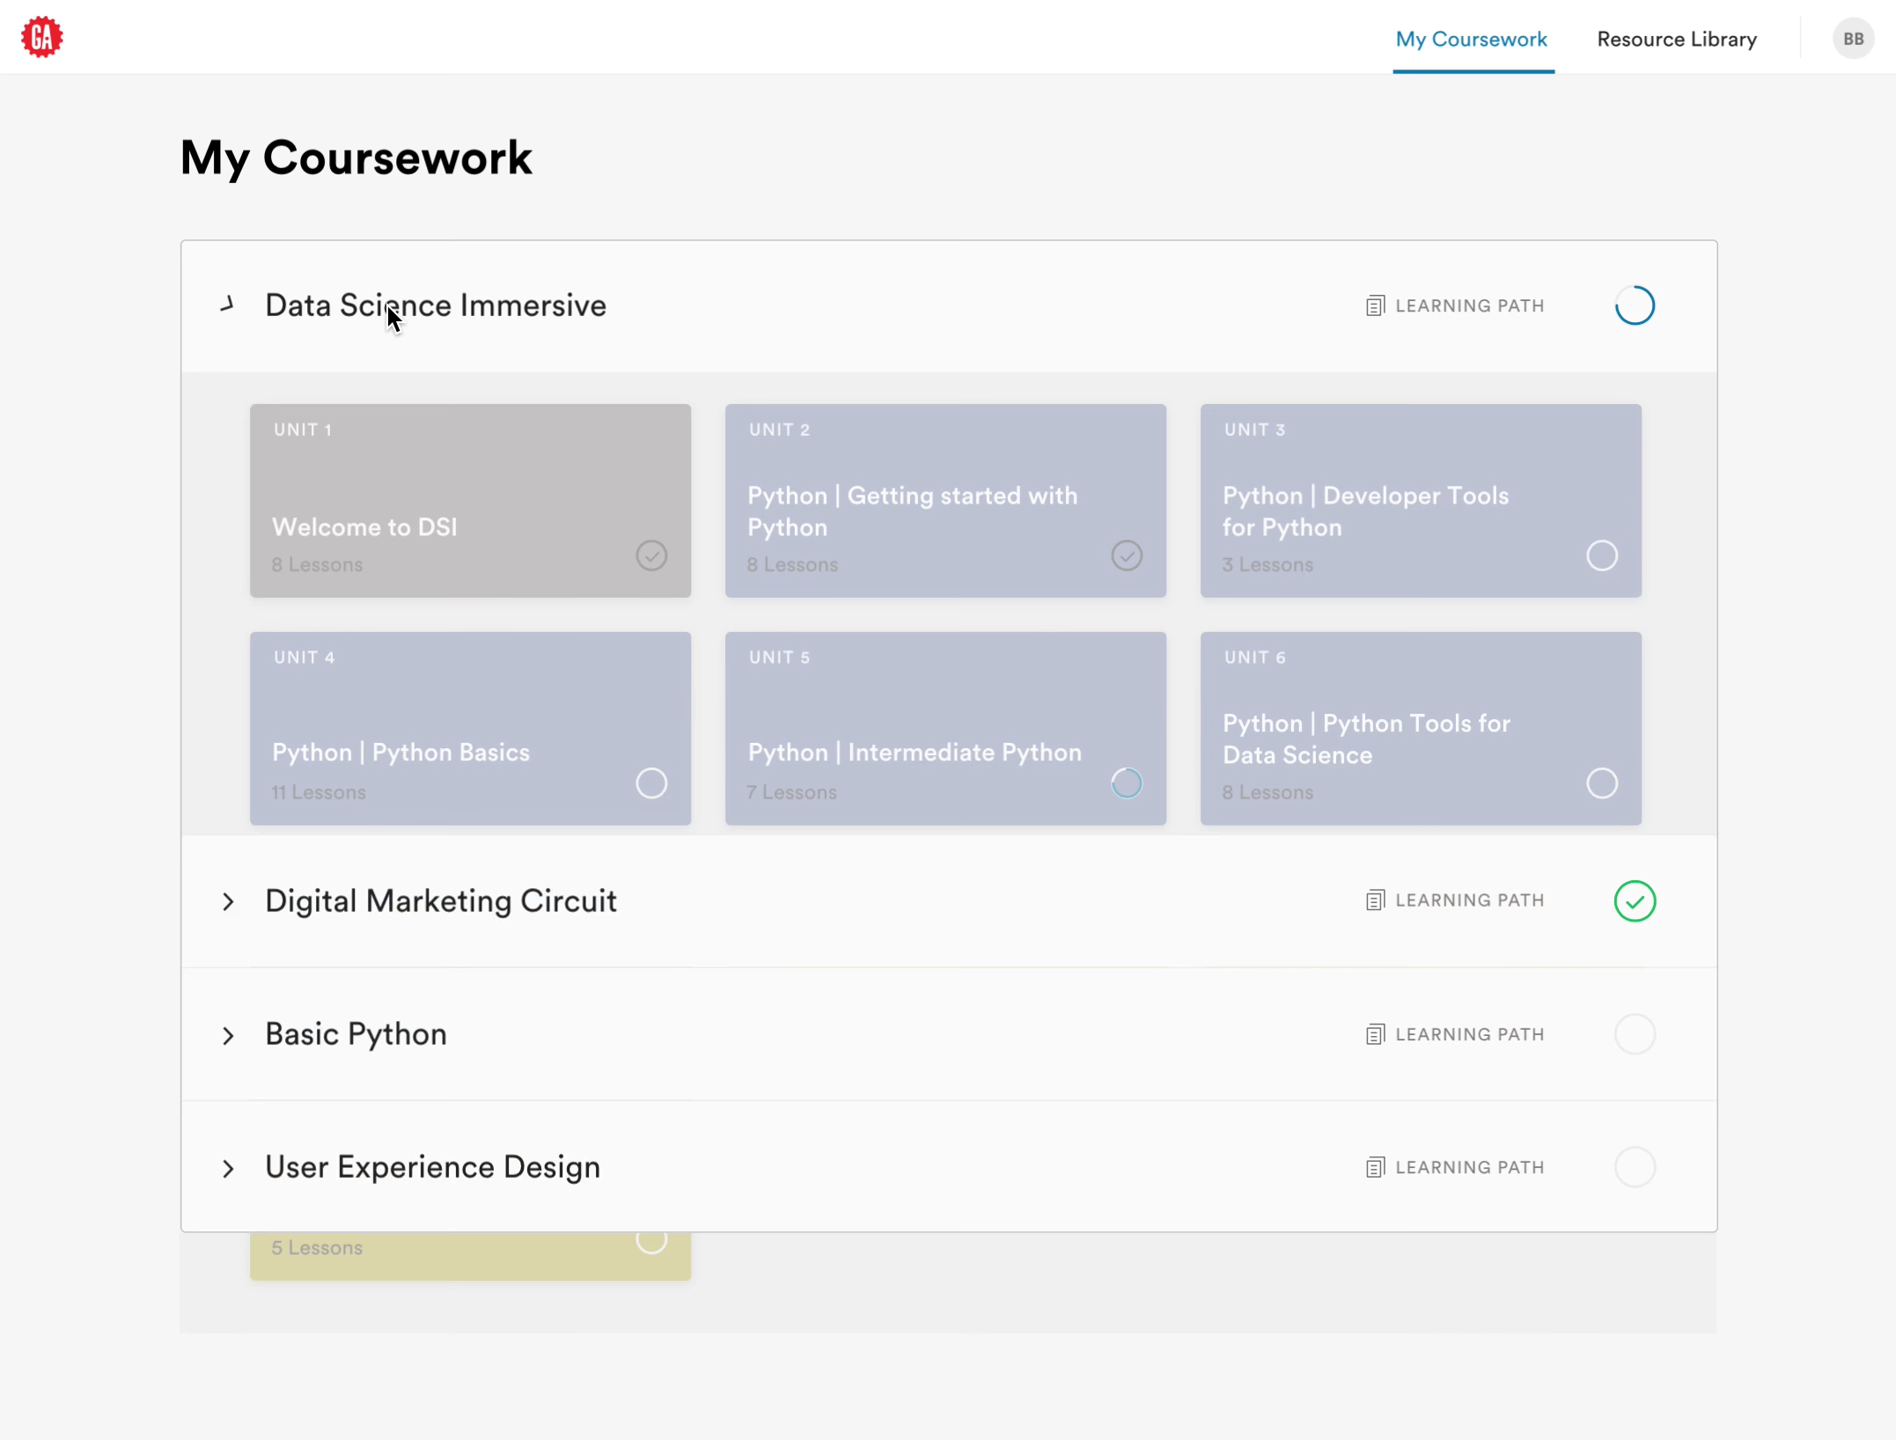 GA
My Coursework
Resource Library
BB
My Coursework
Data Science Immersive
LEARNING PATH
UNIT 1
Welcome to DSI
8 Lessons
UNIT 2
Python | Getting started with
Python
8 Lessons
UNIT 3
Python | Developer Tools
for Python
3 Lessons
UNIT 4
Python | Python Basics
11 Lessons
UNIT 5
Python | Intermediate Python
7 Lessons
UNIT 6
Python | Python Tools for
Data Science
8 Lessons
Digital Marketing Circuit
LEARNING PATH
Basic Python
LEARNING PATH
User Experience Design
LEARNING PATH
5 Lessons